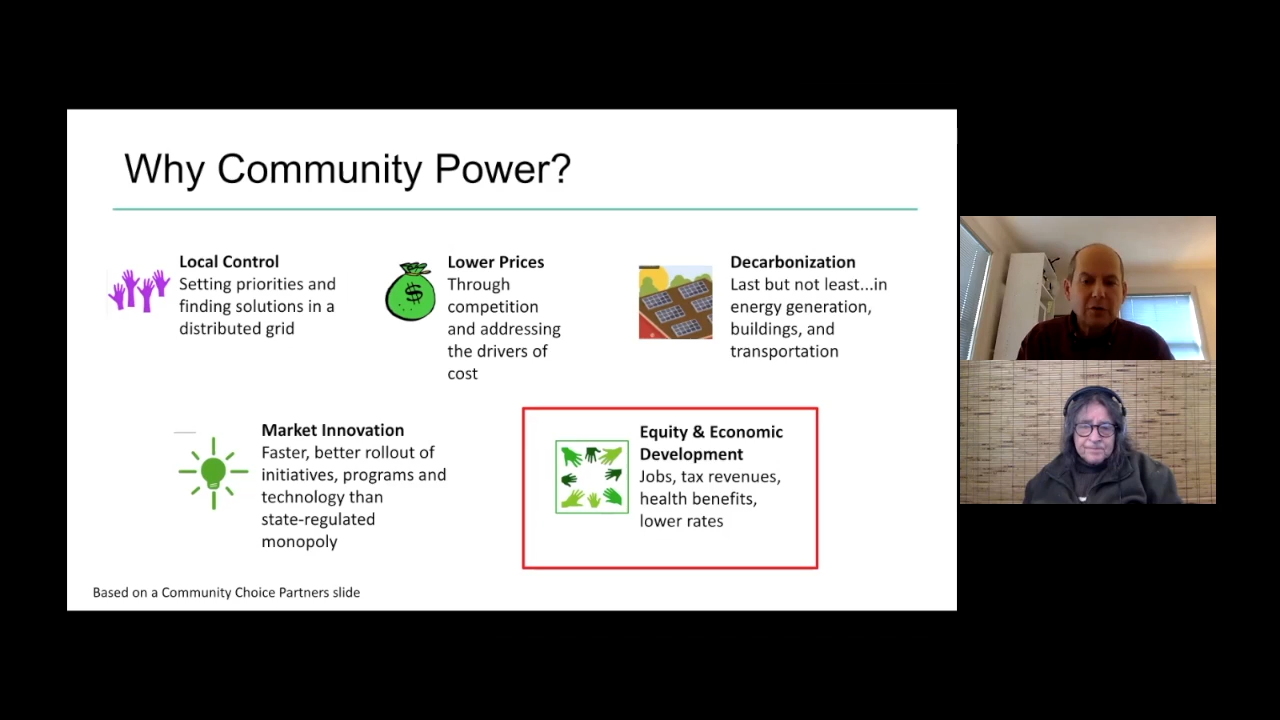 Why Community Power?
Local Control
Setting priorities and
finding solutions in a
distributed grid
Lower Prices
Through
competition
and addressing
the drivers of
cost
Decarbonization
Last but not least...in
energy generation,
buildings, and
transportation
Market Innovation
Faster, better rollout of
initiatives, programs and
technology than
state-regulated
monopoly
Equity & Economic
Development
Jobs, tax revenues,
health benefits,
lower rates
Based on a Community Choice Partners slide